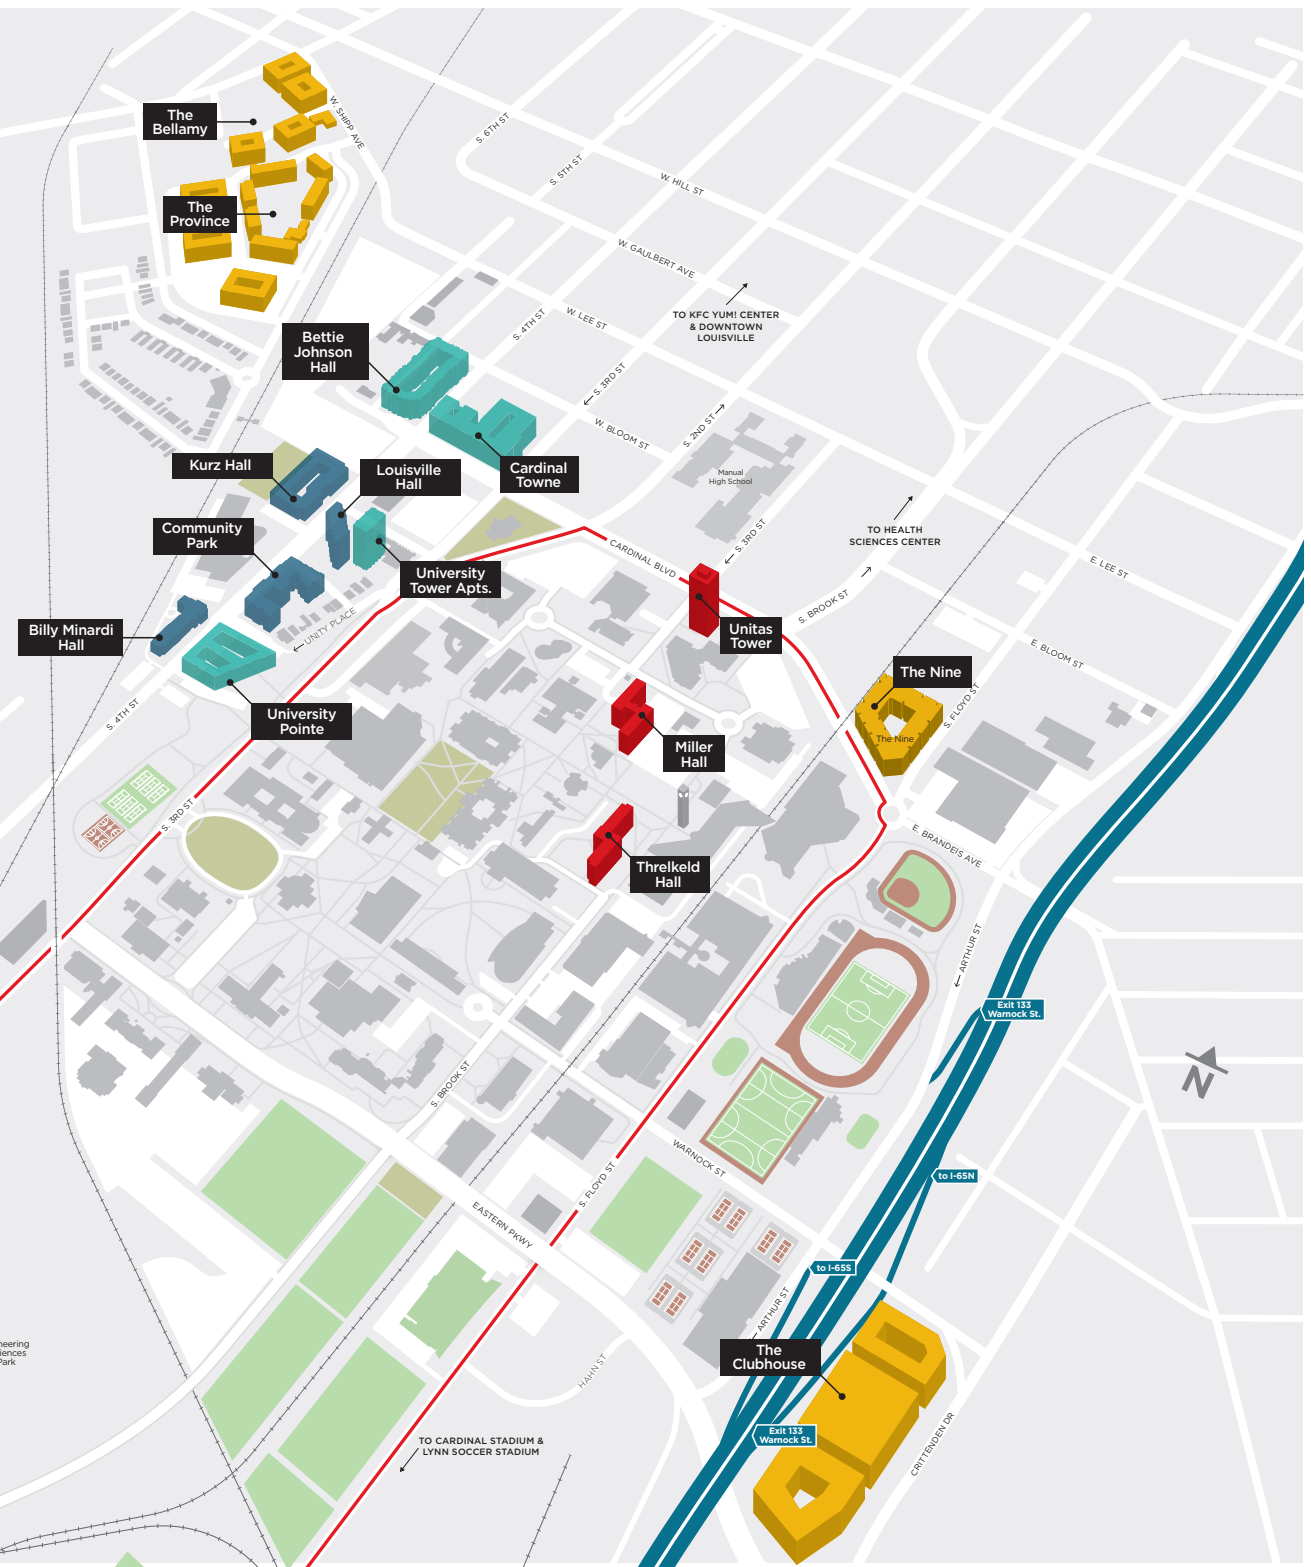 The
Bellamy
W. SHIPP AVE
S. 6TH ST
S. 5TH ST
W. HILL ST
The
Province
W. GAULBERT AVE
TO KFC YUM! CENTER
& DOWNTOWN
LOUISVILLE
S. 4TH ST
W. LEE ST
Bettie
Johnson
Hall
S. 3RD ST
W. BLOOM ST
S. 2ND ST
Kurz Hall
Louisville
Hall
Cardinal
Towne
Manual
High School
Community
Park
TO HEALTH
SCIENCES CENTER
CARDINAL BLVD
S. 3RD ST
E. LEE ST
University
Tower Apts.
S. BROOK ST
Billy Minardi
Hall
UNITY PLACE
Unitas
Tower
E. BLOOM ST
The Nine
S. FLOYD ST
S. 4TH ST
University
Pointe
The Nine
Miller
Hall
S. 3RD ST
E. BRANDEIS AVE
Threlkeld
Hall
ARTHUR ST
Exit 133
Warnock St.
N
S. BROOK ST
WARNOCK ST
to I-65N
S. FLOYD ST
EASTERN PKWY
to I-65S
ARTHUR ST
neering
iences
Park
The
Clubhouse
HAHN ST
Exit 133
Warnock St.
TO CARDINAL STADIUM &
LYNN SOCCER STADIUM
CRITTENDEN DR